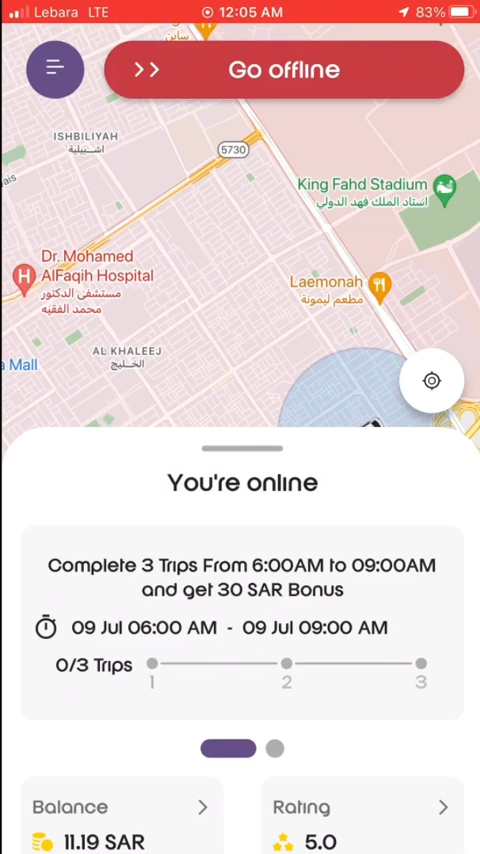 Lebara LTE 12:05 AM 83%
ساين
Go offline
ISHBILIYAH
اشبيلية
5730
King Fahd Stadium
استاد الملك فهد الدولي
Dr. Mohamed
AlFaqih Hospital
مستشفى الدكتور
محمد الفقيه
H
Laemonah
مطعم ليمونة
AL KHALEEJ
الخليج
Mall
You're online
Complete 3 Trips From 6:00AM to 09:00AM
and get 30 SAR Bonus
09 Jul 06:00 AM - 09 Jul 09:00 AM
0/3 Trips
1 2 3
Balance
11.19 SAR
Rating
5.0